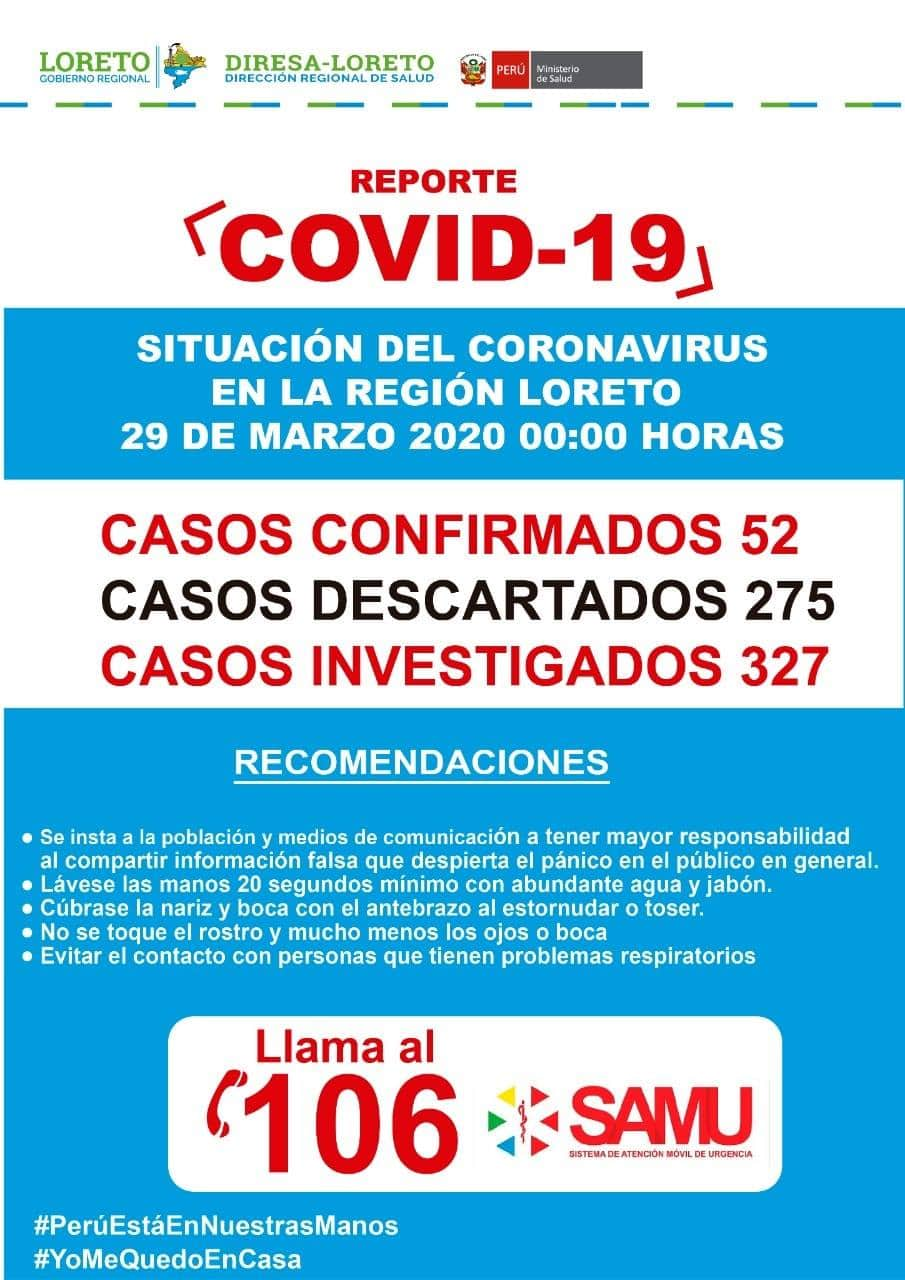 LORETO
GOBIERNO REGIONAL
DIRESA-LORETO
DIRECCIÓN REGIONAL DE SALUD
PERÚ
Ministerio
de Salud
REPORTE
COVID-19
SITUACIÓN DEL CORONAVIRUS
EN LA REGIÓN LORETO
29 DE MARZO 2020 00:00 HORAS
CASOS CONFIRMADOS 52
CASOS DESCARTADOS 275
CASOS INVESTIGADOS 327
RECOMENDACIONES
● Se insta a la población y medios de comunicación a tener mayor responsabilidad
al compartir información falsa que despierta el pánico en el público en general.
● Lávese las manos 20 segundos mínimo con abundante agua y jabón.
● Cúbrase la nariz y boca con el antebrazo al estornudar o toser.
● No se toque el rostro y mucho menos los ojos o boca
● Evitar el contacto con personas que tienen problemas respiratorios
Llama al
106
SAMU
SISTEMA DE ATENCIÓN MÓVIL DE URGENCIA
#PerúEstáEnNuestrasManos
#YoMeQuedoEnCasa